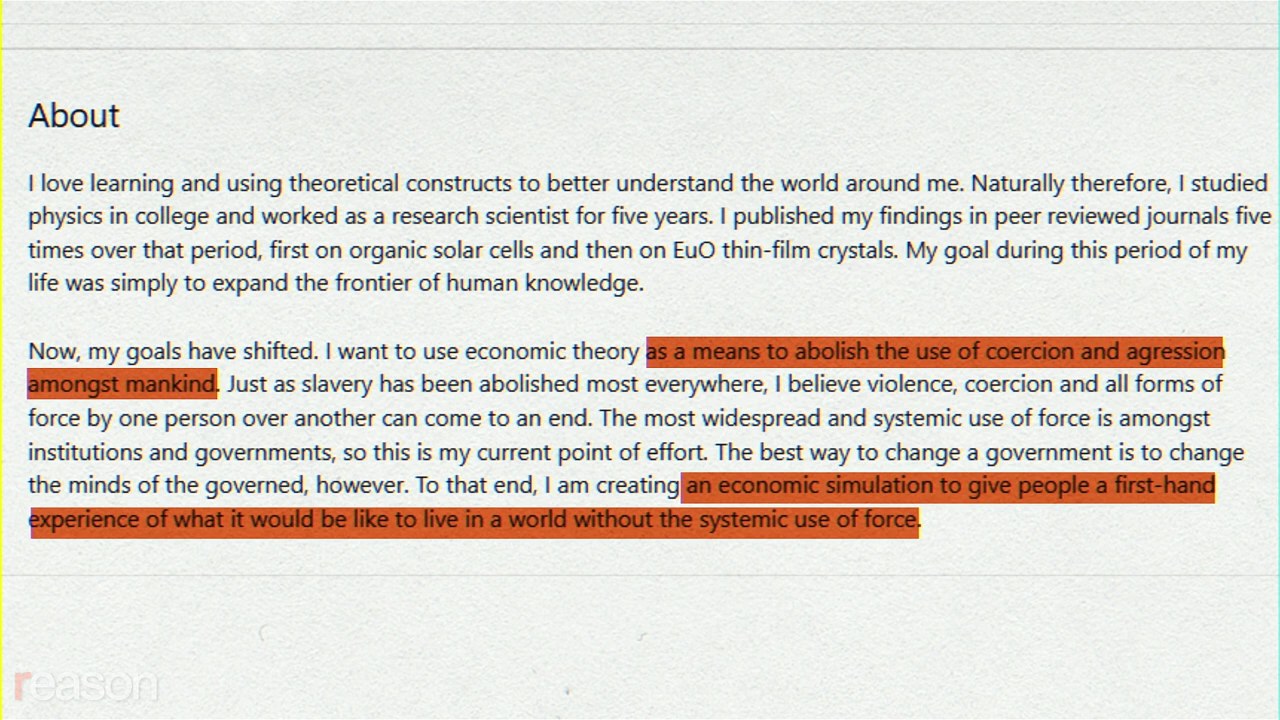 About
I love learning and using theoretical constructs to better understand the world around me. Naturally therefore, I studied
physics in college and worked as a research scientist for five years. I published my findings in peer reviewed journals five
times over that period, first on organic solar cells and then on EuO thin-film crystals. My goal during this period of my
life was simply to expand the frontier of human knowledge.
Now, my goals have shifted. I want to use economic theory as a means to abolish the use of coercion and agression
amongst mankind. Just as slavery has been abolished most everywhere, I believe violence, coercion and all forms of
force by one person over another can come to an end. The most widespread and systemic use of force is amongst
institutions and governments, so this is my current point of effort. The best way to change a government is to change
the minds of the governed, however. To that end, I am creating an economic simulation to give people a first-hand
experience of what it would be like to live in a world without the systemic use of force.
reason